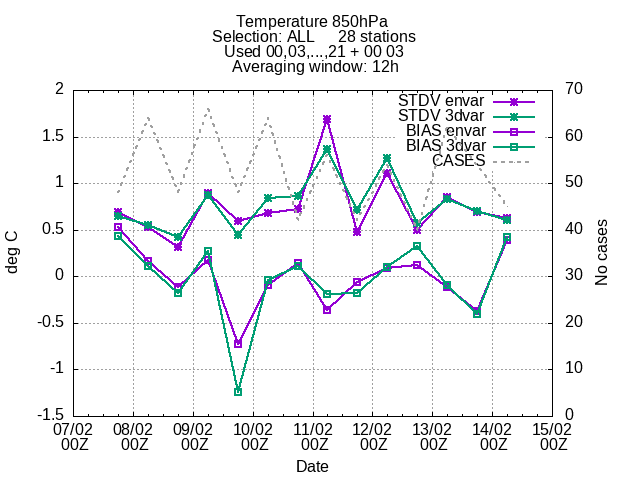 Temperature 850hPa
Selection: ALL 28 stations
Used 00,03,...,21 + 00 03
Averaging window: 12h
STDV envar
STDV 3dvar
BIAS envar
BIAS 3dvar
CASES
2
1.5
1
0.5
0
-0.5
-1
-1.5
deg C
70
60
50
40
30
20
10
0
No cases
07/02 08/02 09/02 10/02 11/02 12/02 13/02 14/02 15/02
00Z 00Z 00Z 00Z 00Z 00Z 00Z 00Z 00Z
Date